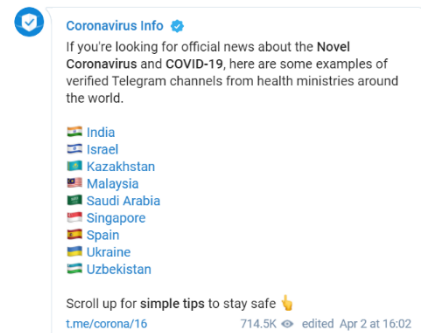 Coronavirus Info
If you're looking for official news about the Novel
Coronavirus and COVID-19, here are some examples of
verified Telegram channels from health ministries around
the world.
India
Israel
Kazakhstan
Malaysia
Saudi Arabia
Singapore
Spain
Ukraine
Uzbekistan
Scroll up for simple tips to stay safe
t.me/corona/16 714.5K edited Apr 2 at 16:02